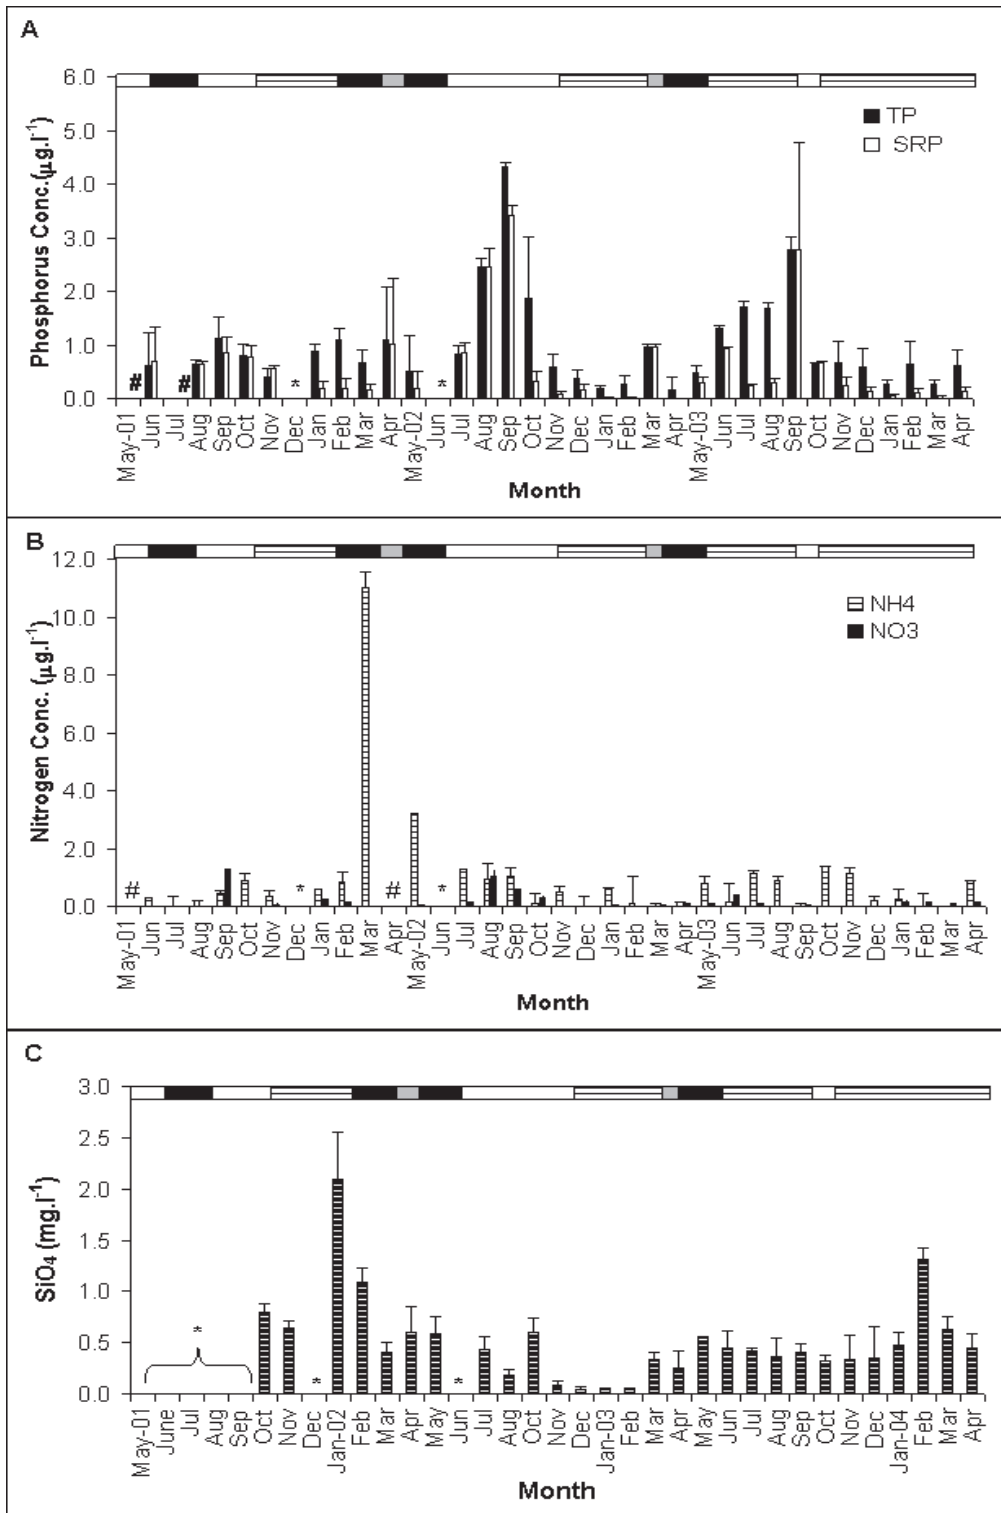 A
6.0
5.0
4.0
3.0
2.0
1.0
0.0
Phosphorus Conc.(µg.l-1)
TP
SRP
# # * *
May-01 Jun Jul Aug Sep Oct Nov Dec Jan Feb Mar Apr May-02 Jun Jul Aug Sep Oct Nov Dec Jan Feb Mar Apr May-03 Jun Jul Aug Sep Oct Nov Dec Jan Feb Mar Apr
Month
B
12.0
10.0
8.0
6.0
4.0
2.0
0.0
Nitrogen Conc. (µg.l-1)
NH4
NO3
# * # *
May-01 Jun Jul Aug Sep Oct Nov Dec Jan Feb Mar Apr May-02 Jun Jul Aug Sep Oct Nov Dec Jan Feb Mar Apr May-03 Jun Jul Aug Sep Oct Nov Dec Jan Feb Mar Apr
Month
C
3.0
2.5
2.0
1.5
1.0
0.5
0.0
SiO₄ (mg.l-1)
* * *
May-01 June Jul Aug Sep Oct Nov Dec Jan-02 Feb Mar Apr May Jun Jul Aug Oct Nov Dec Jan-03 Feb Mar Apr May Jun Jul Aug Sep Oct Nov Dec Jan-04 Feb Mar Apr
Month